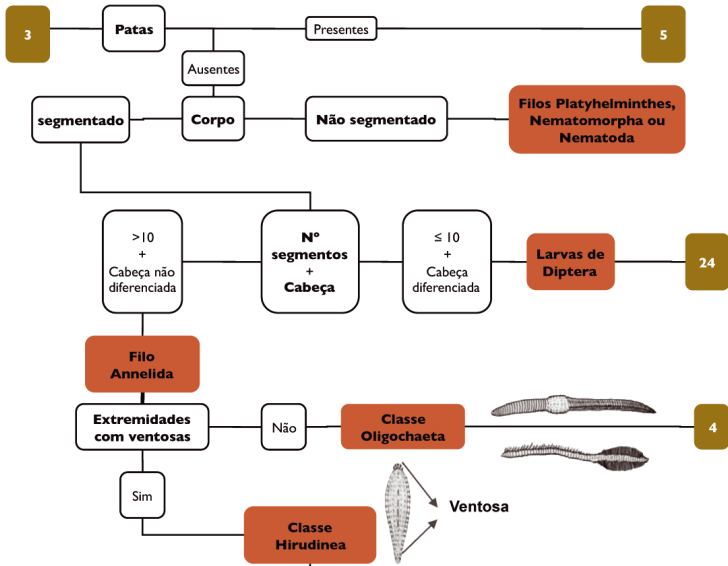 3
Patas
Presentes
5
Ausentes
segmentado
Corpo
Não segmentado
Filos Platyhelminthes,
Nematomorpha ou
Nematoda
>10
+
Cabeça não
diferenciada
Nº
segmentos
+
Cabeça
≤ 10
+
Cabeça
diferenciada
Larvas de
Diptera
24
Filo
Annelida
Extremidades
com ventosas
Não
Classe
Oligochaeta
4
Sim
Classe
Hirudinea
Ventosa